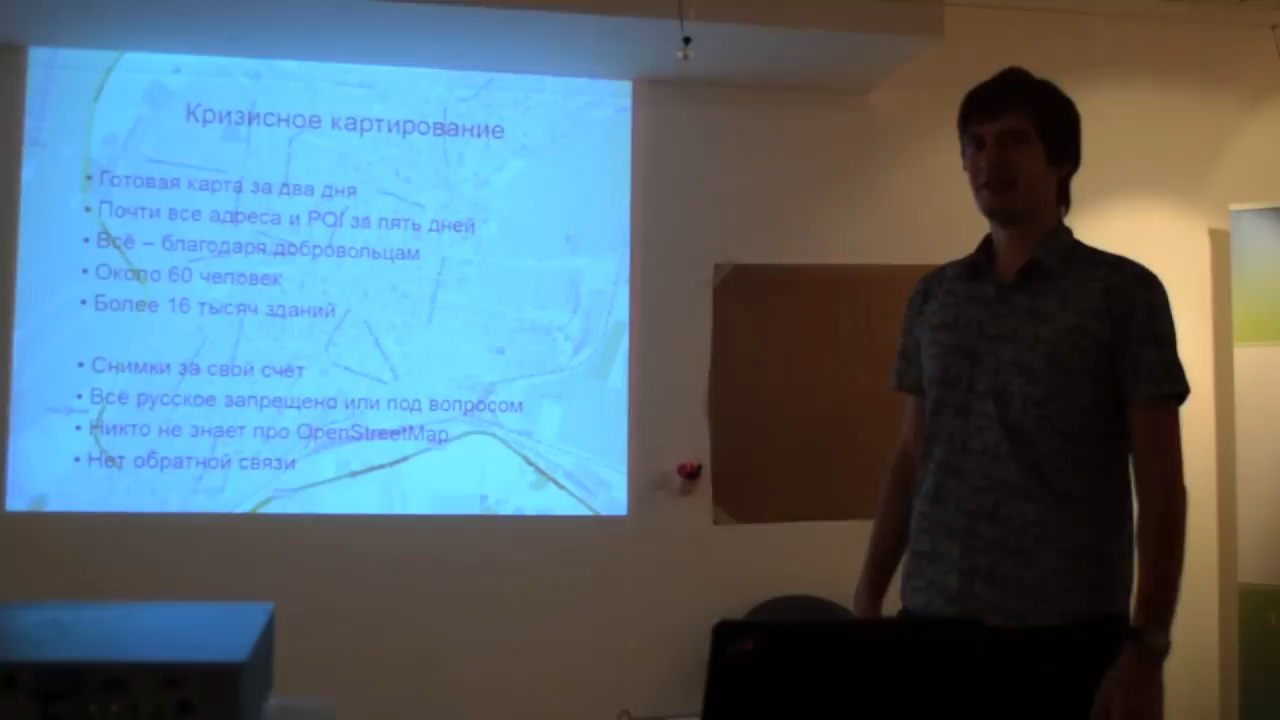 Кризисное картирование
• Готовая карта за два дня
• Почти все адреса и POI за пять дней
• Всё – благодаря добровольцам
• Около 60 человек
• Более 16 тысяч зданий
• Снимки за свой счёт
• Всё русское запрещено или под вопросом
• Никто не знает про OpenStreetMap
• Нет обратной связи